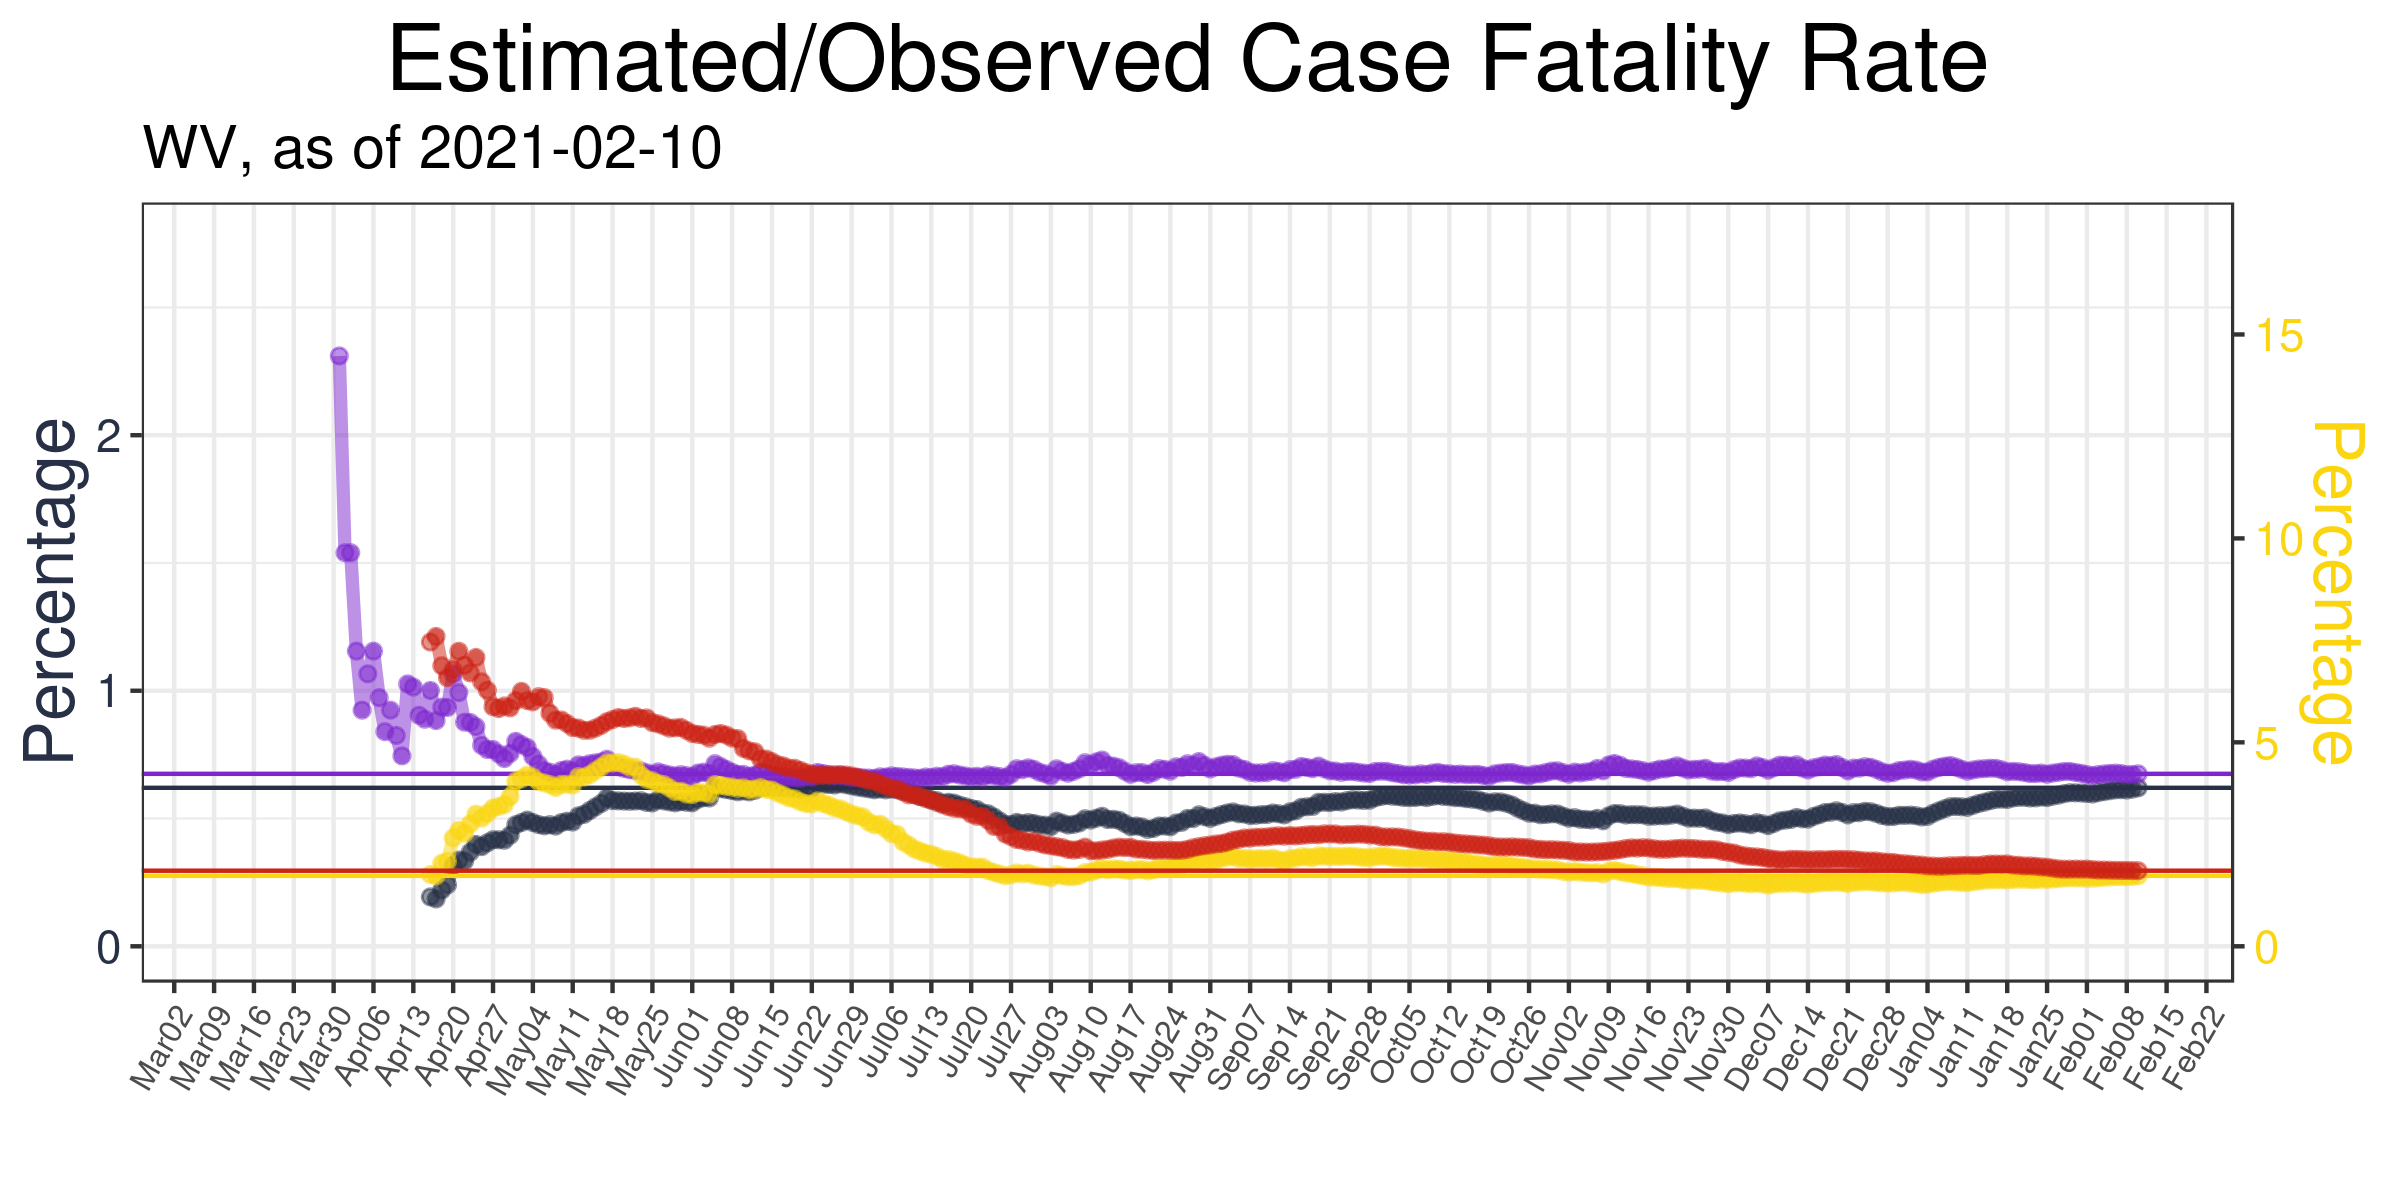 Estimated/Observed Case Fatality Rate
WV, as of 2021-02-10
Percentage
2
1
0
15
10
5
0
Percentage
Mar02 Mar09 Mar16 Mar23 Mar30 Apr06 Apr13 Apr20 Apr27 May04 May11 May18 May25 Jun01 Jun08 Jun15 Jun22 Jun29 Jul06 Jul13 Jul20 Jul27 Aug03 Aug10 Aug17 Aug24 Aug31 Sep07 Sep14 Sep21 Sep28 Oct05 Oct12 Oct19 Oct26 Nov02 Nov09 Nov16 Nov23 Nov30 Dec07 Dec14 Dec21 Dec28 Jan04 Jan11 Jan18 Jan25 Feb01 Feb08 Feb15 Feb22